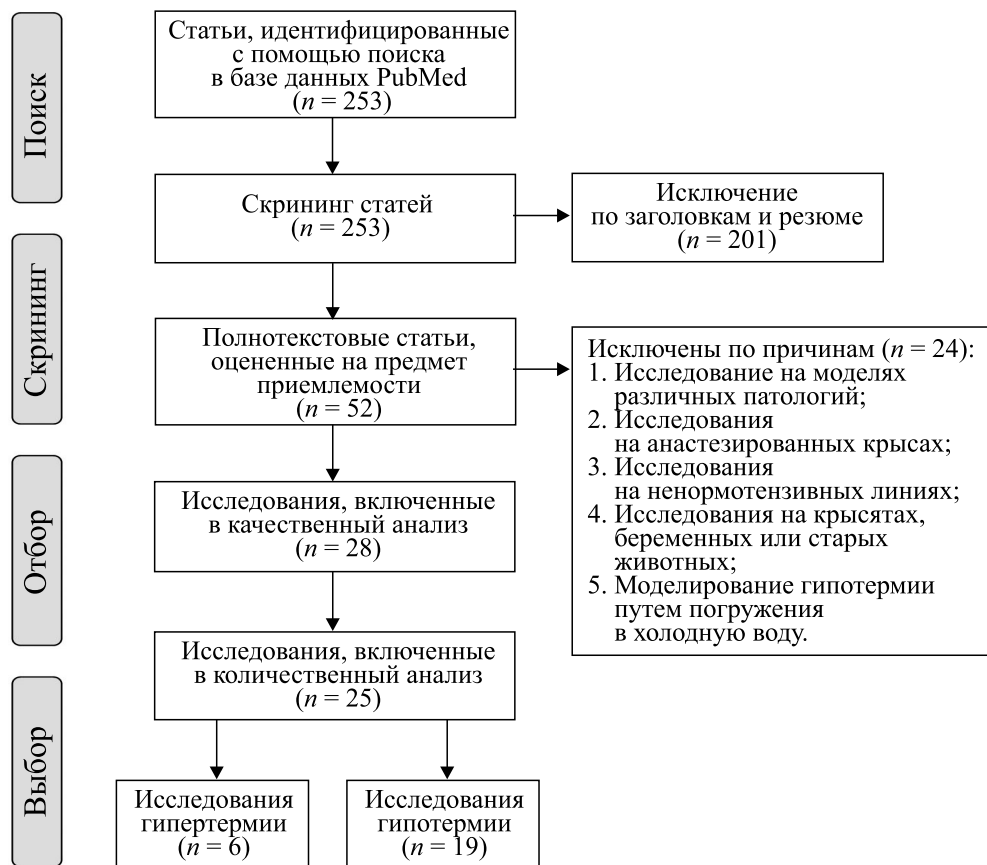 Поиск
Статьи, идентифицированные
с помощью поиска
в базе данных PubMed
(n = 253)
Скрининг статей
(n = 253)
Исключение
по заголовкам и резюме
(n = 201)
Скрининг
Полнотекстовые статьи,
оцененные на предмет
приемлемости
(n = 52)
Исключены по причинам (n = 24):
1. Исследование на моделях
различных патологий;
2. Исследования
на анастезированных крысах;
3. Исследования
на ненормотензивных линиях;
4. Исследования на крысятах,
беременных или старых
животных;
5. Моделирование гипотермии
путем погружения
в холодную воду.
Отбор
Исследования, включенные
в качественный анализ
(n = 28)
Исследования, включенные
в количественный анализ
(n = 25)
Выбор
Исследования
гипертермии
(n = 6)
Исследования
гипотермии
(n = 19)